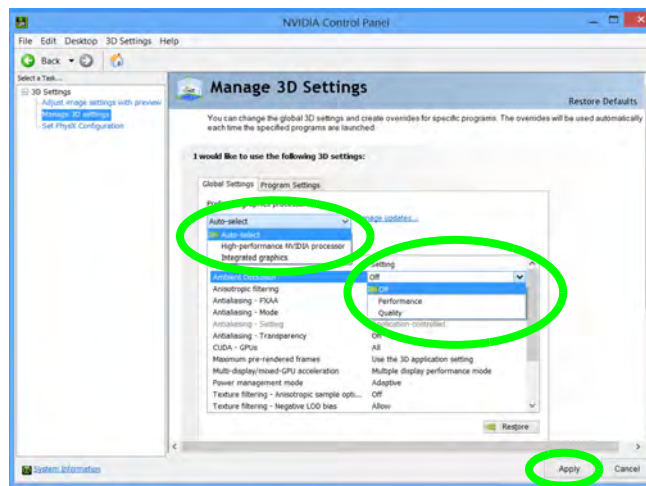 NVIDIA Control Panel
File Edit Desktop 3D Settings Help
Back
Select a Task...
3D Settings
Adjust image settings with preview
Manage 3D settings
Set PhysX Configuration
Manage 3D Settings
Restore Defaults
You can change the global 3D settings and create overrides for specific programs. The overrides will be used automatically
each time the specified programs are launched.
I would like to use the following 3D settings:
Global Settings Program Settings
Auto-select
Auto-select
High-performance NVIDIA processor
Integrated graphics
Setting
Ambient Occlusion Off
Off
Performance
Quality
Anisotropic filtering
Antialiasing - FXAA
Antialiasing - Mode
Antialiasing - Setting Application-controlled
Antialiasing - Transparency Off
CUDA - GPUs All
Maximum pre-rendered frames Use the 3D application setting
Multi-display/mixed-GPU acceleration Multiple display performance mode
Power management mode Adaptive
Texture filtering - Anisotropic sample opti... Off
Texture filtering - Negative LOD bias Allow
Restore
System Information
Apply Cancel